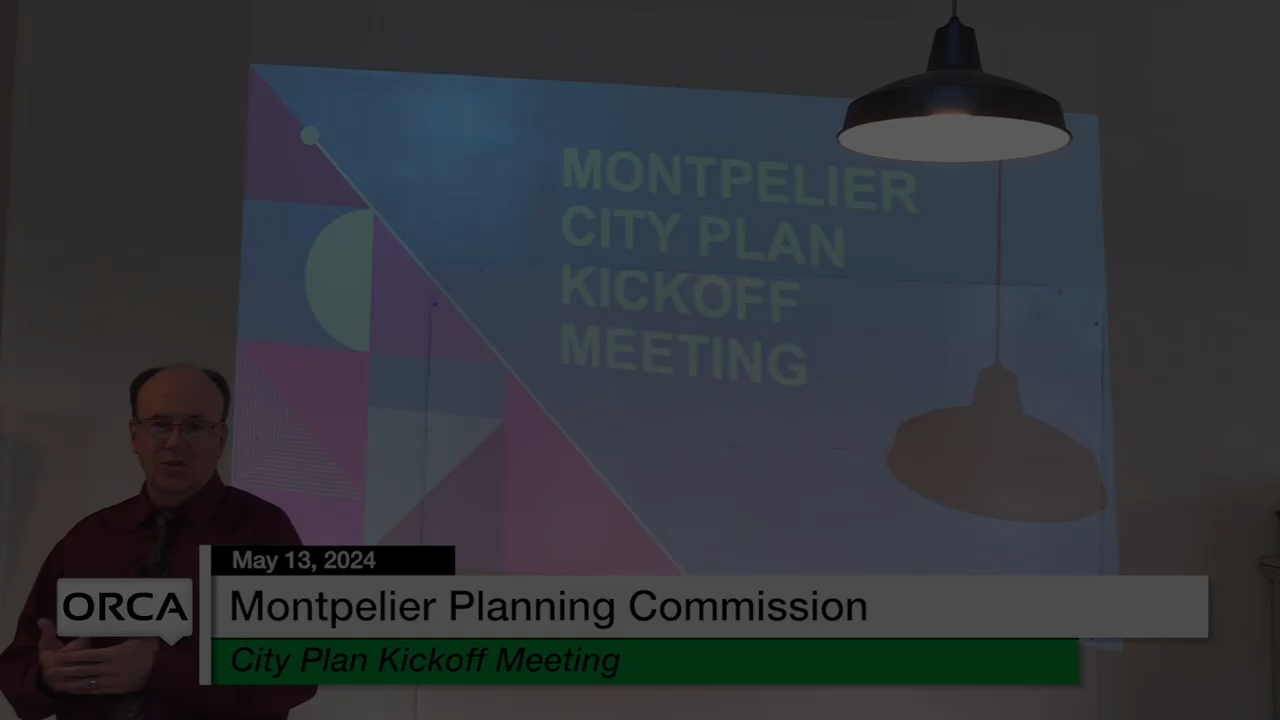 MONTPELIER
CITY PLAN
KICKOFF
MEETING
May 13, 2024
ORCA
Montpelier Planning Commission
City Plan Kickoff Meeting